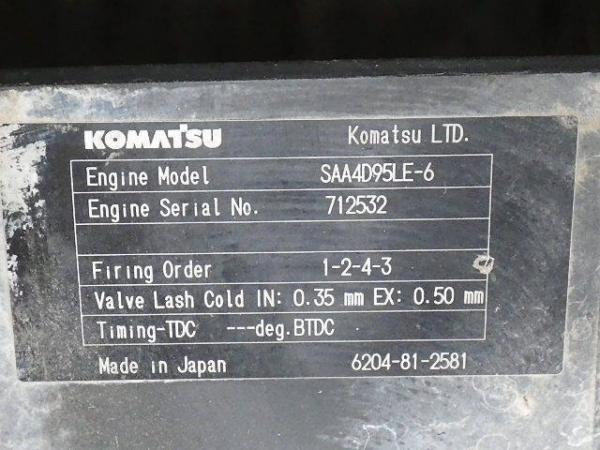 KOMATSU Komatsu LTD.
Engine Model SAA4D95LE-6
Engine Serial No. 712532
Firing Order 1-2-4-3
Valve Lash Cold IN: 0.35 mm EX: 0.50 mm
Timing-TDC ---deg.BTDC
Made in Japan 6204-81-2581